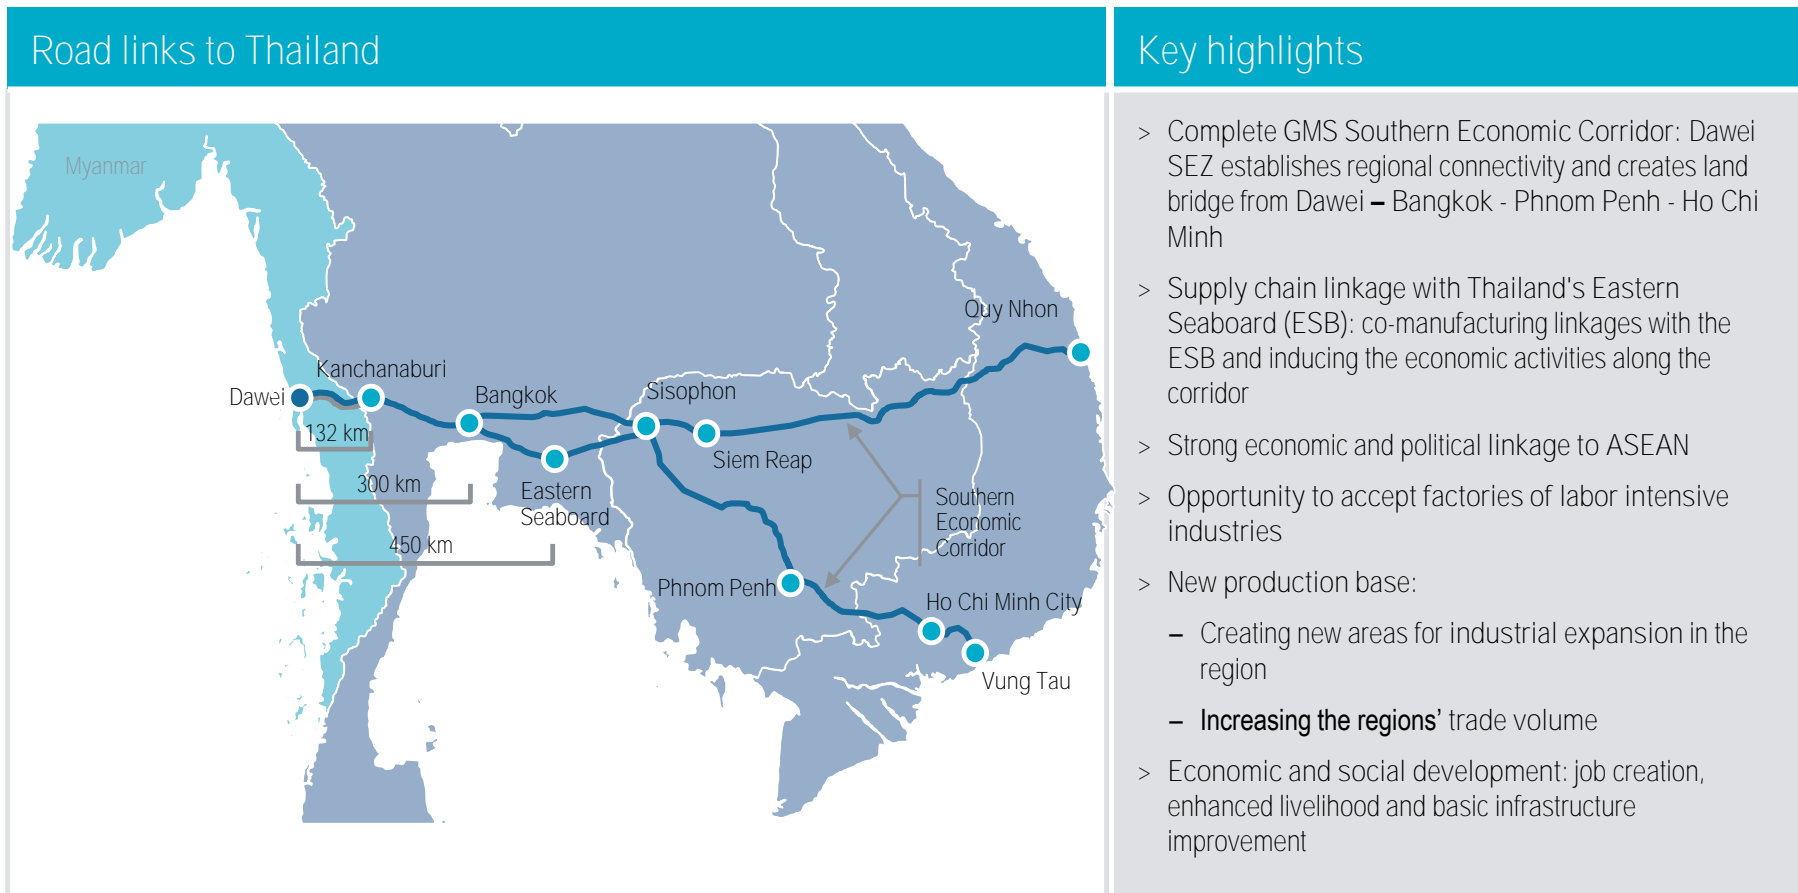 Road links to Thailand
Myanmar
Quy Nhon
Kanchanaburi
Dawei
Bangkok
Sisophon
132 km
Siem Reap
300 km
Eastern
Seaboard
Southern
Economic
Corridor
450 km
Phnom Penh
Ho Chi Minh City
Vung Tau
Key highlights
> Complete GMS Southern Economic Corridor: Dawei
SEZ establishes regional connectivity and creates land
bridge from Dawei – Bangkok - Phnom Penh - Ho Chi
Minh
> Supply chain linkage with Thailand's Eastern
Seaboard (ESB): co-manufacturing linkages with the
ESB and inducing the economic activities along the
corridor
> Strong economic and political linkage to ASEAN
> Opportunity to accept factories of labor intensive
industries
> New production base:
– Creating new areas for industrial expansion in the
region
– Increasing the regions’ trade volume
> Economic and social development: job creation,
enhanced livelihood and basic infrastructure
improvement